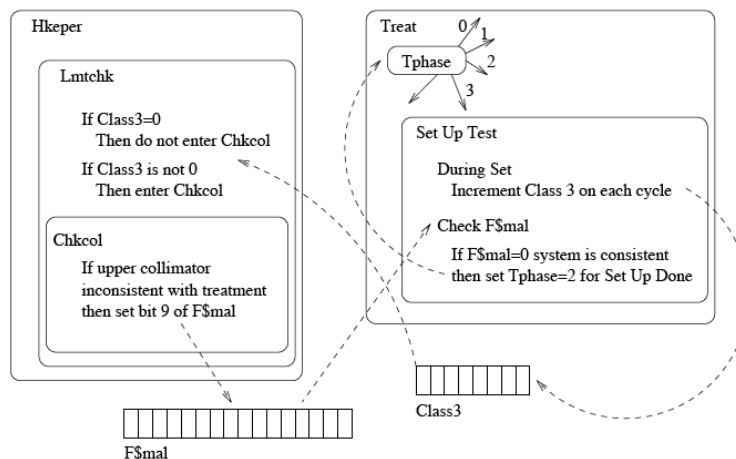 Hkeper
Lmtchk
If Class3=0
Then do not enter Chkcol
If Class3 is not 0
Then enter Chkcol
Chkcol
If upper collimator
inconsistent with treatment
then set bit 9 of F$mal
F$mal
Treat
Tphase
0
1
2
3
Set Up Test
During Set
Increment Class 3 on each cycle
Check F$mal
If F$mal=0 system is consistent
then set Tphase=2 for Set Up Done
Class3